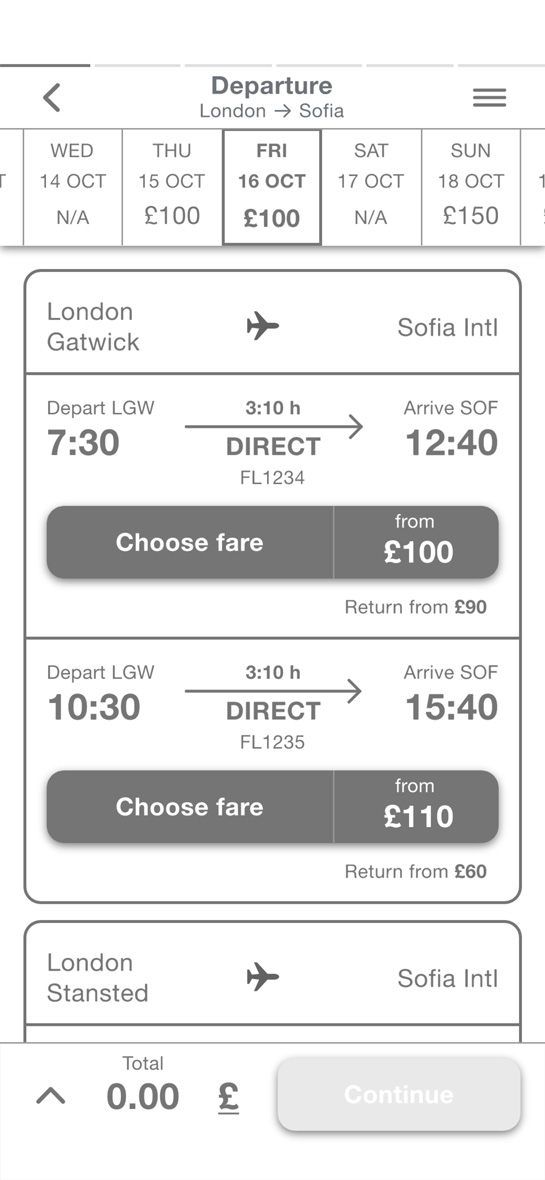 Departure
London → Sofia
T
WED
14 OCT
N/A
THU
15 OCT
£100
FRI
16 OCT
£100
SAT
17 OCT
N/A
SUN
18 OCT
£150
1
London
Gatwick
Sofia Intl
Depart LGW
7:30
3:10 h
DIRECT
FL1234
Arrive SOF
12:40
Choose fare
from
£100
Return from £90
Depart LGW
10:30
3:10 h
DIRECT
FL1235
Arrive SOF
15:40
Choose fare
from
£110
Return from £60
London
Stansted
Sofia Intl
Total
0.00 £
Continue